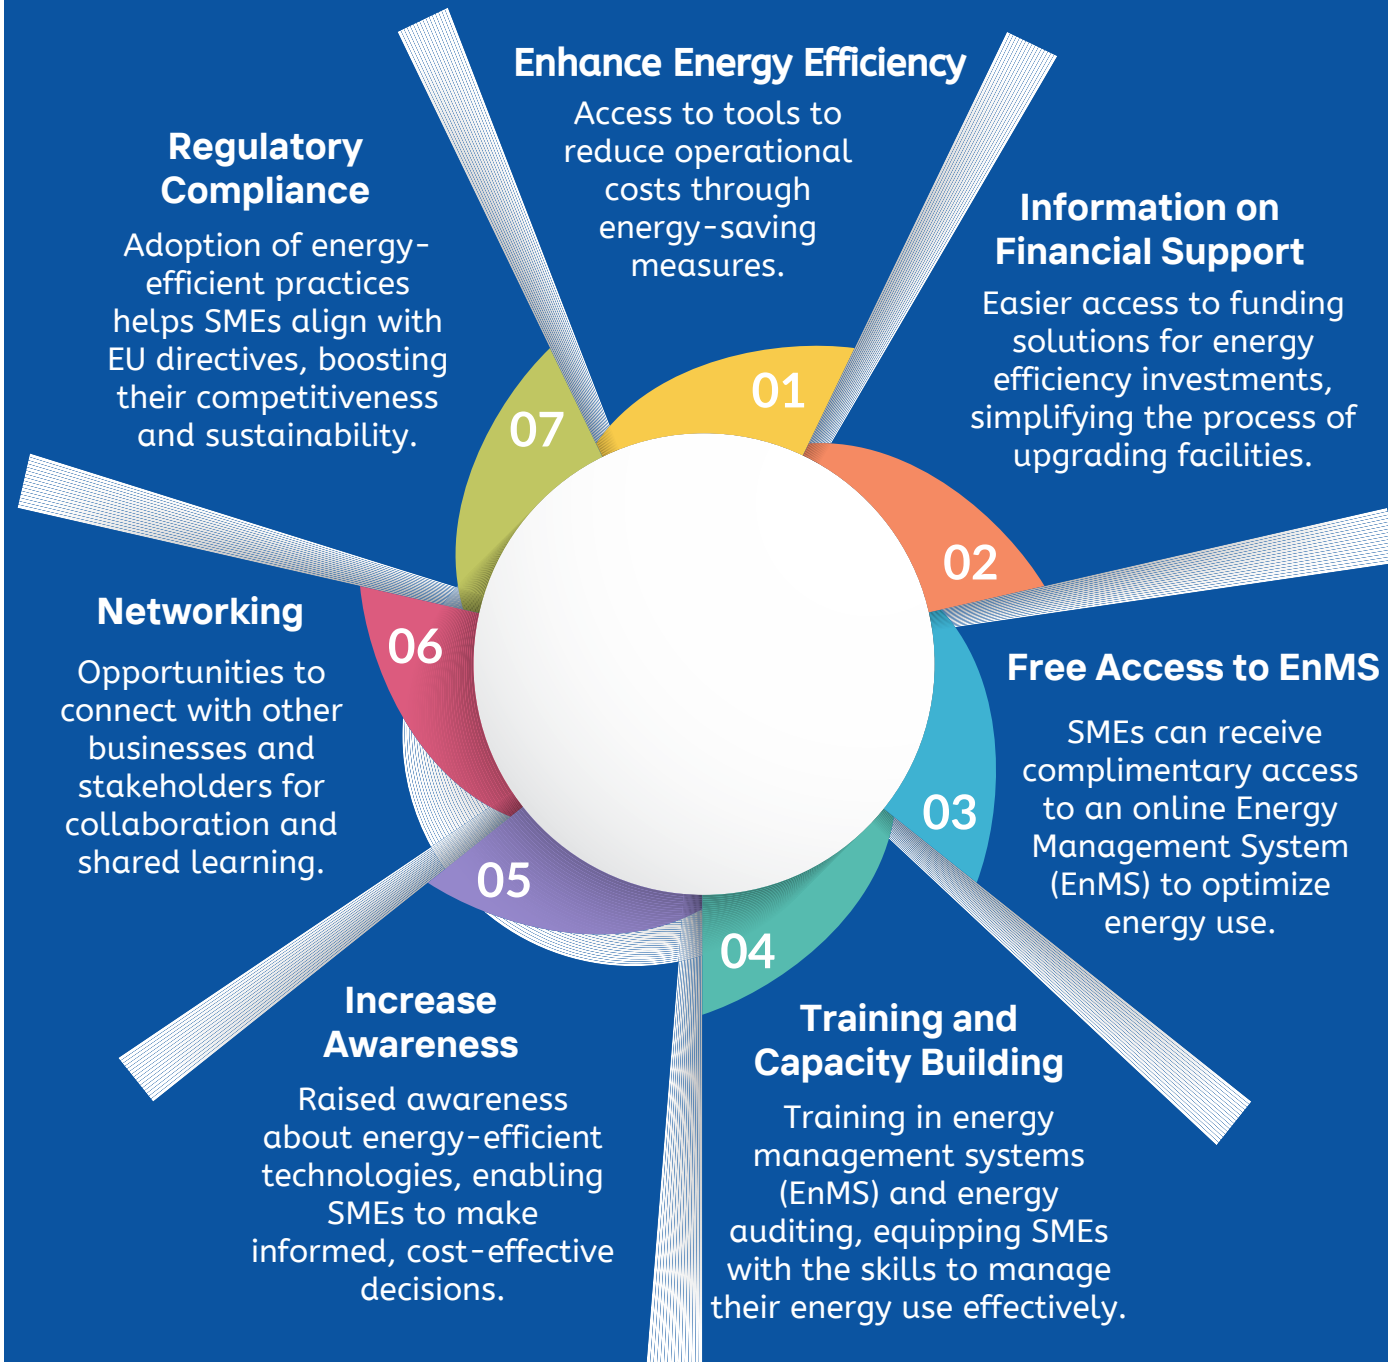 Enhance Energy Efficiency
Access to tools to
reduce operational
costs through
energy-saving
measures.
01
Information on
Financial Support
Easier access to funding
solutions for energy
efficiency investments,
simplifying the process of
upgrading facilities.
02
Free Access to EnMS
SMEs can receive
complimentary access
to an online Energy
Management System
(EnMS) to optimize
energy use.
03
Training and
Capacity Building
Training in energy
management systems
(EnMS) and energy
auditing, equipping SMEs
with the skills to manage
their energy use effectively.
04
Increase
Awareness
Raised awareness
about energy-efficient
technologies, enabling
SMEs to make
informed, cost-effective
decisions.
05
Networking
Opportunities to
connect with other
businesses and
stakeholders for
collaboration and
shared learning.
06
Regulatory
Compliance
Adoption of energy-
efficient practices
helps SMEs align with
EU directives, boosting
their competitiveness
and sustainability.
07